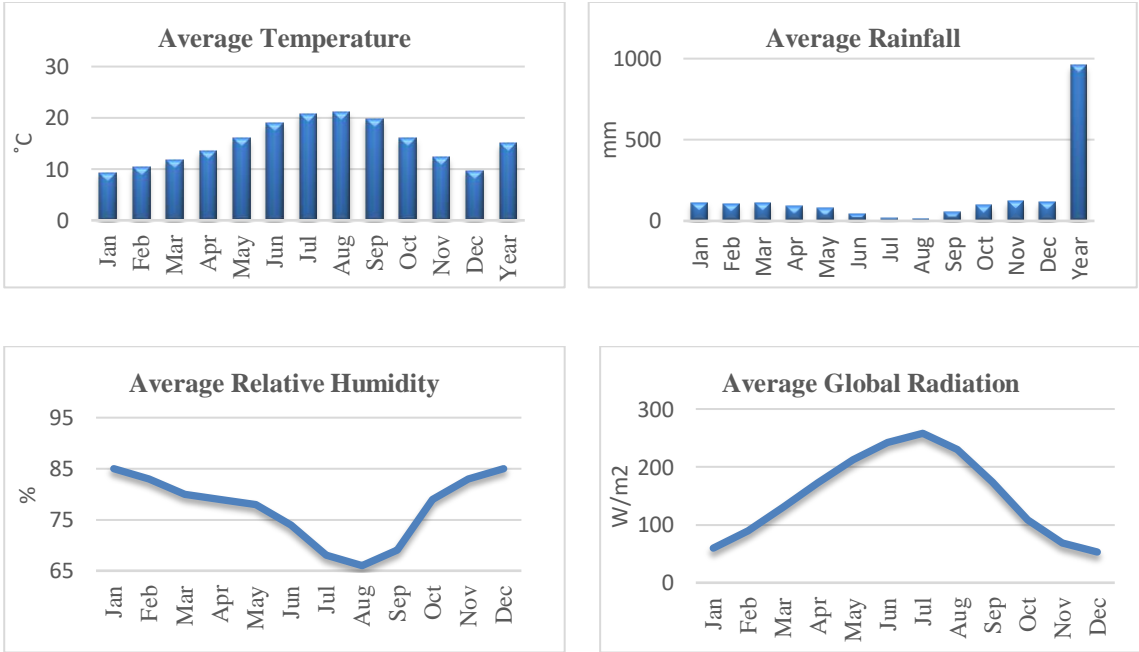 Average Temperature
30
20
10
0
˚C
Jan
Feb
Mar
Apr
May
Jun
Jul
Aug
Sep
Oct
Nov
Dec
Year
Average Rainfall
1000
500
0
mm
Jan
Feb
Mar
Apr
May
Jun
Jul
Aug
Sep
Oct
Nov
Dec
Year
Average Relative Humidity
95
85
75
65
%
Jan
Feb
Mar
Apr
May
Jun
Jul
Aug
Sep
Oct
Nov
Dec
Average Global Radiation
300
200
100
0
W/m2
Jan
Feb
Mar
Apr
May
Jun
Jul
Aug
Sep
Oct
Nov
Dec